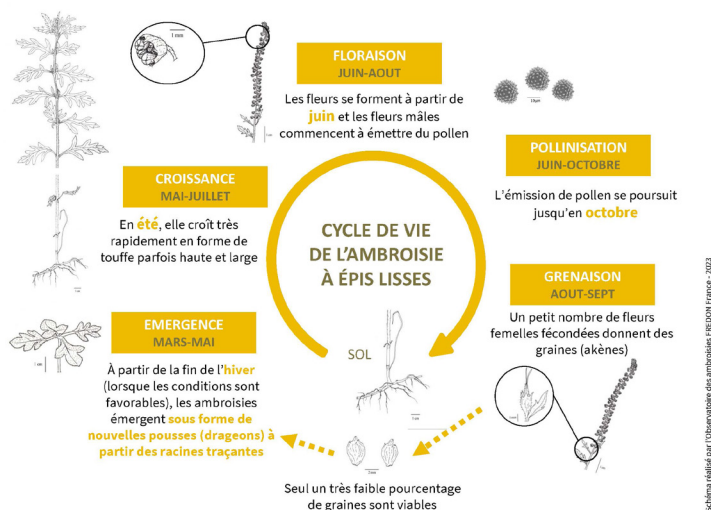 1 mm
FLORAISON
JUIN-AOUT
Les fleurs se forment à partir de
juin et les fleurs mâles
commencent à émettre du pollen
POLLINISATION
JUIN-OCTOBRE
L'émission de pollen se poursuit
jusqu'en octobre
CROISSANCE
MAI-JUILLET
En été, elle croît très
rapidement en forme de
touffe parfois haute et large
CYCLE DE VIE
DE L'AMBROISIE
À ÉPIS LISSES
GRENAISON
AOUT-SEPT
Un petit nombre de fleurs
femelles fécondées donnent des
graines (akènes)
EMERGENCE
MARS-MAI
À partir de la fin de l'hiver
(lorsque les conditions sont
favorables), les ambroisies
émergent sous forme de
nouvelles pousses (drageons) à
partir des racines traçantes
SOL
Seul un très faible pourcentage
de graines sont viables
Schéma réalisé par l'Observatoire des ambroisies FREDON France - 2023